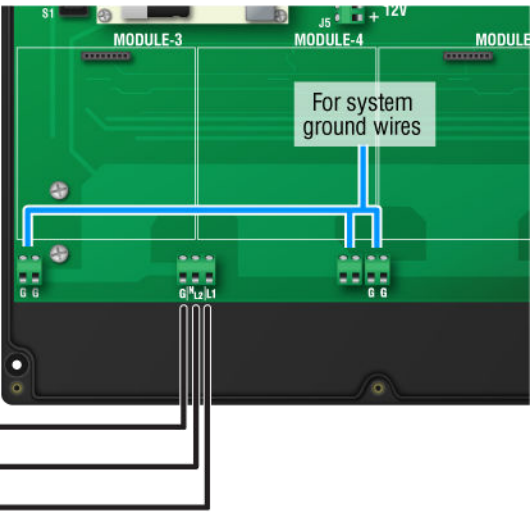 S1
J5
+ 12V
MODULE-3
MODULE-4
MODULE
For system
ground wires
G G
G N L2 L1
G G